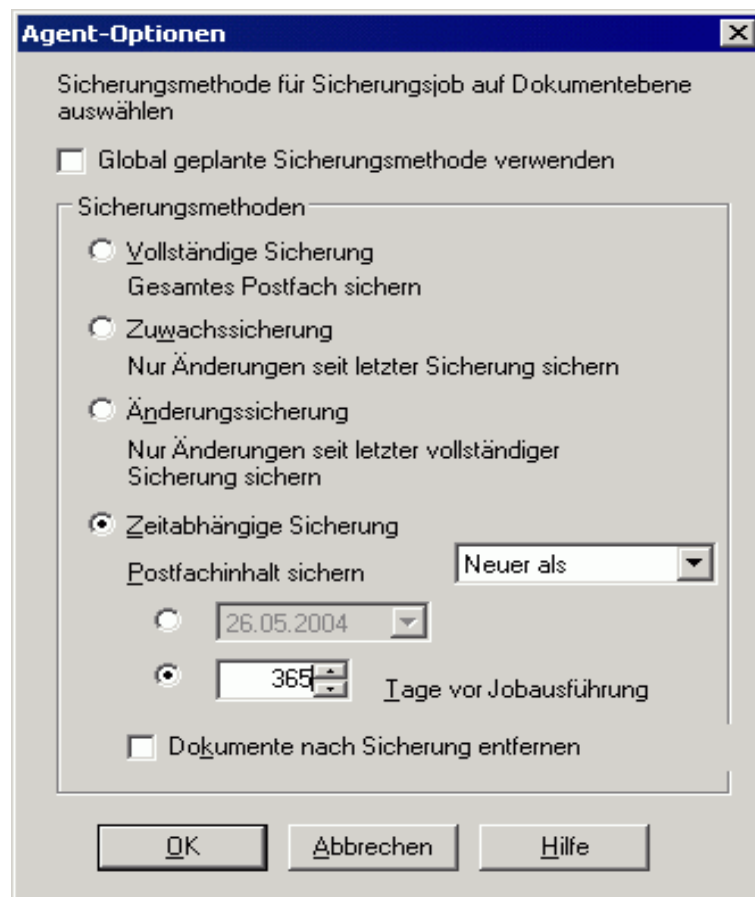 Agent-Optionen
Sicherungsmethode für Sicherungsjob auf Dokumentebene
auswählen
Global geplante Sicherungsmethode verwenden
Sicherungsmethoden
Vollständige Sicherung
Gesamtes Postfach sichern
Zuwachssicherung
Nur Änderungen seit letzter Sicherung sichern
Änderungssicherung
Nur Änderungen seit letzter vollständiger
Sicherung sichern
Zeitabhängige Sicherung
Postfachinhalt sichern Neuer als
26.05.2004
365 Tage vor Jobausführung
Dokumente nach Sicherung entfernen
OK Abbrechen Hilfe